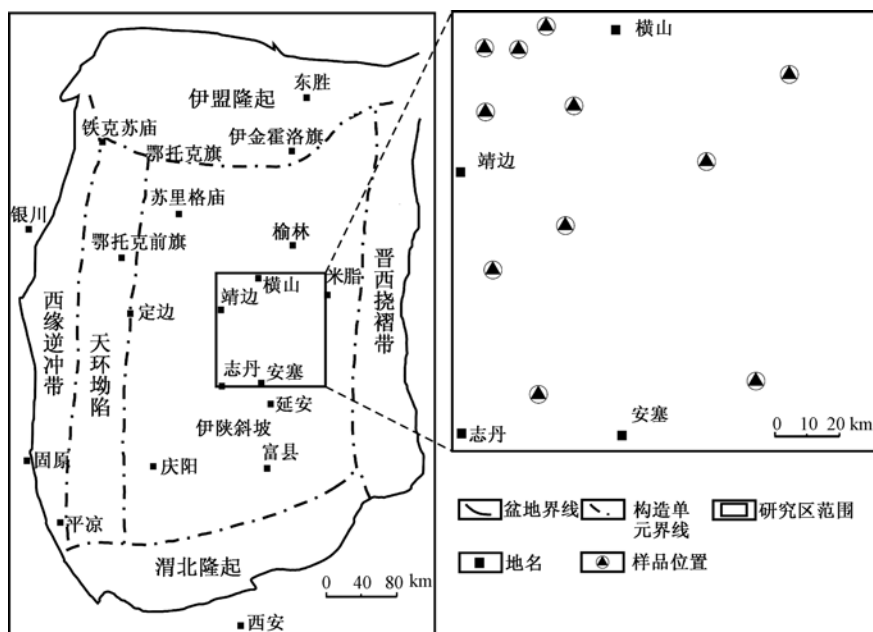 东胜
伊盟隆起
铁克苏庙
伊金霍洛旗
鄂托克旗
苏里格庙
银川
榆林
鄂托克前旗
横山
米脂
靖边
定边
西缘逆冲带
天环坳陷
晋西挠褶带
志丹
安塞
延安
伊陕斜坡
固原
庆阳
富县
平凉
渭北隆起
0 40 80 km
西安
横山
靖边
安塞
志丹
0 10 20 km
盆地界线
构造单
元界线
研究区范围
地名
样品位置